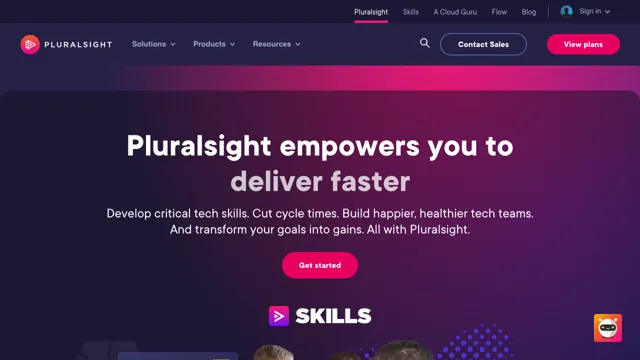 Pluralsight
Skills
A Cloud Guru
Flow
Blog
Sign in
PLURALSIGHT
Solutions
Products
Resources
Contact Sales
View plans
Pluralsight empowers you to
deliver faster
Develop critical tech skills. Cut cycle times. Build happier, healthier tech teams.
And transform your goals into gains. All with Pluralsight.
Get started
SKILLS